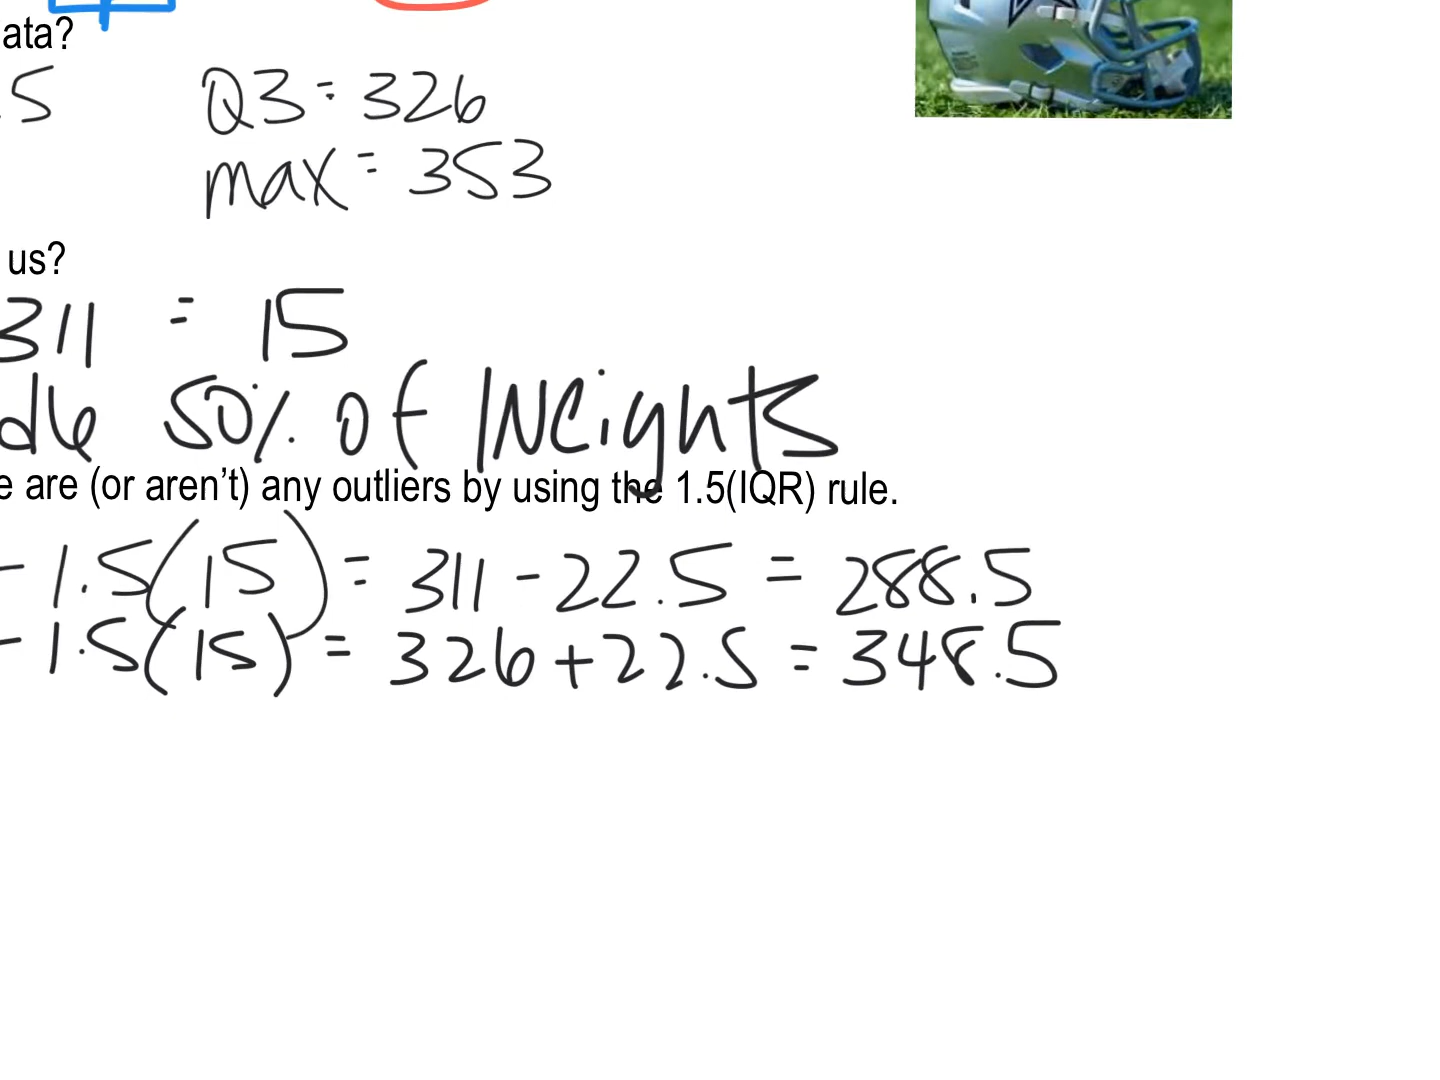 ata?
.5 Q3 = 326
max = 353
us?
311 = 15
dle 50% of weights
e are (or aren’t) any outliers by using the 1.5(IQR) rule.
- 1.5(15) = 311 - 22.5 = 288.5
- 1.5(15) = 326 + 22.5 = 348.5